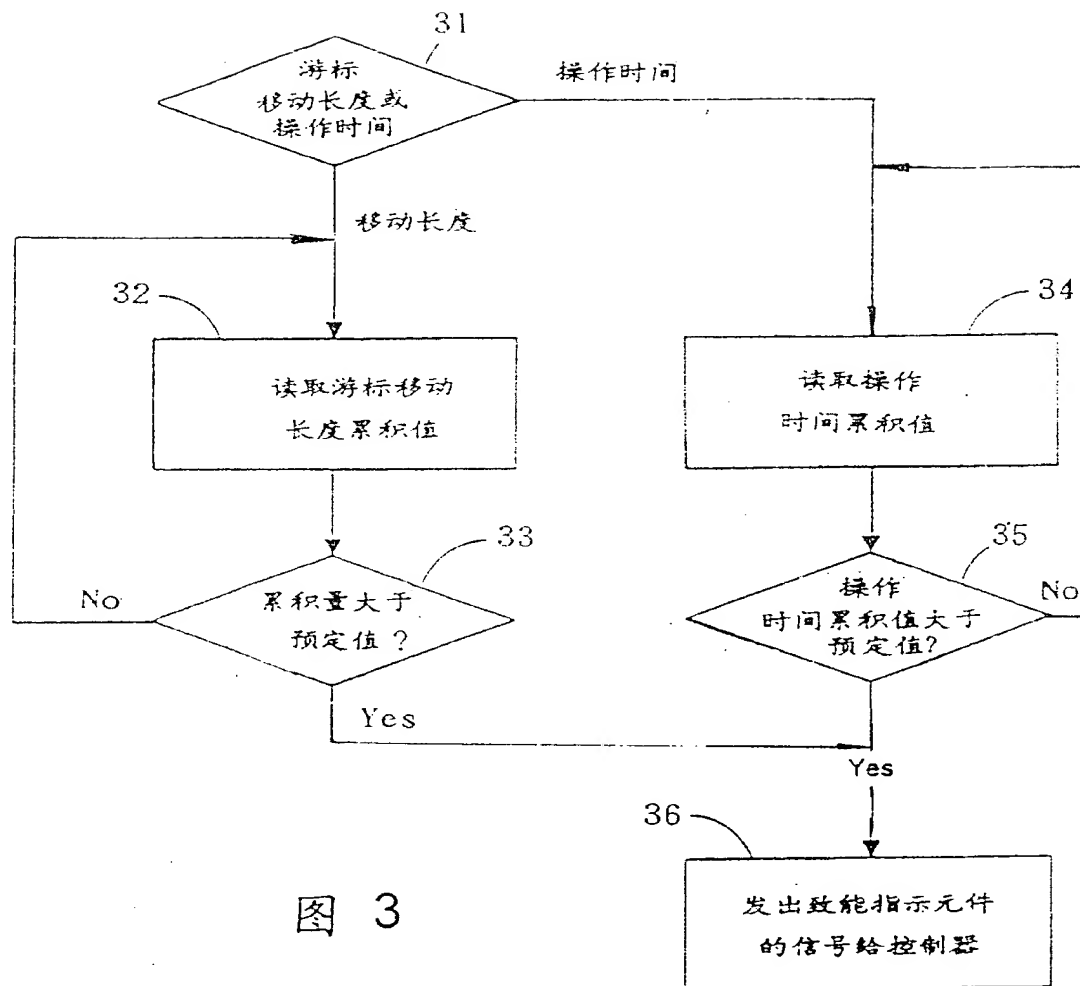 31
游标
移动长度或
操作时间
操作时间
移动长度
32
读取游标移动
长度累积值
34
读取操作
时间累积值
33
累积量大于
预定值？
No
35
操作
时间累积值大于
预定值？
No
Yes
Yes
36
发出致能指示元件
的信号给控制器
图 3